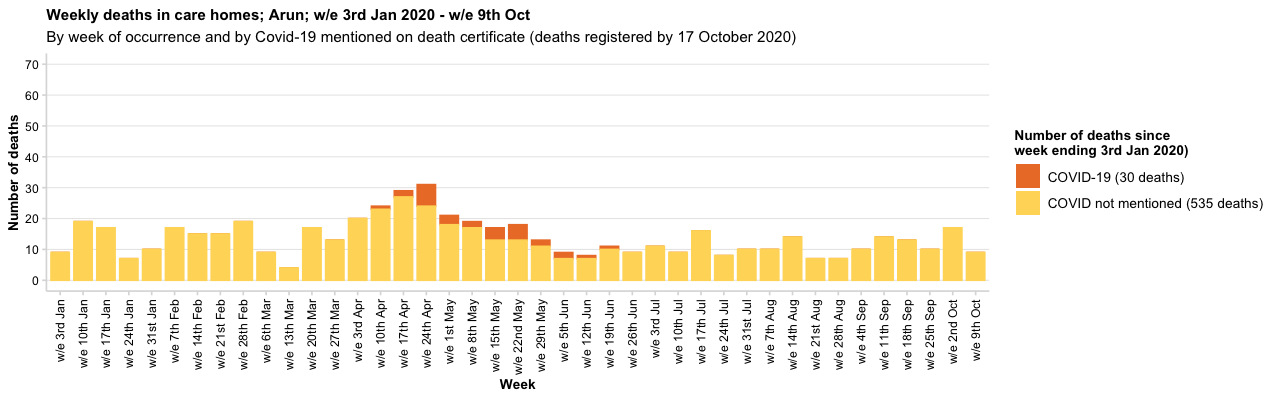 Weekly deaths in care homes; Arun; w/e 3rd Jan 2020 - w/e 9th Oct
By week of occurrence and by Covid-19 mentioned on death certificate (deaths registered by 17 October 2020)
70
60
50
40
30
20
10
0
Number of deaths
w/e 3rd Jan
w/e 10th Jan
w/e 17th Jan
w/e 24th Jan
w/e 31st Jan
w/e 7th Feb
w/e 14th Feb
w/e 21st Feb
w/e 28th Feb
w/e 6th Mar
w/e 13th Mar
w/e 20th Mar
w/e 27th Mar
w/e 3rd Apr
w/e 10th Apr
w/e 17th Apr
w/e 24th Apr
w/e 1st May
w/e 8th May
w/e 15th May
w/e 22nd May
w/e 29th May
w/e 5th Jun
w/e 12th Jun
w/e 19th Jun
w/e 26th Jun
w/e 3rd Jul
w/e 10th Jul
w/e 17th Jul
w/e 24th Jul
w/e 31st Jul
w/e 7th Aug
w/e 14th Aug
w/e 21st Aug
w/e 28th Aug
w/e 4th Sep
w/e 11th Sep
w/e 18th Sep
w/e 25th Sep
w/e 2nd Oct
w/e 9th Oct
Week
Number of deaths since
week ending 3rd Jan 2020)
COVID-19 (30 deaths)
COVID not mentioned (535 deaths)